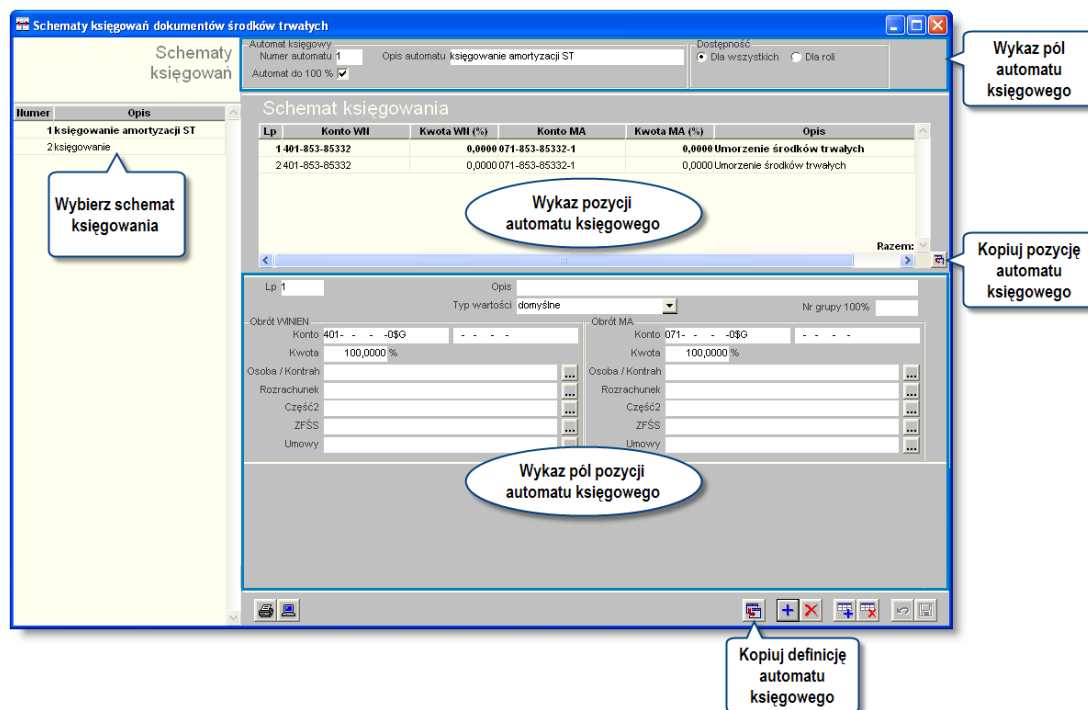 Schematy księgowań dokumentów środków trwałych
Schematy
księgowań
Numer Opis
1 księgowanie amortyzacji ST
2 księgowanie
Wybierz schemat
księgowania
Automat księgowy
Numer automatu 1 Opis automatu księgowanie amortyzacji ST
Automat do 100 %
Dostępność
Dla wszystkich Dla roli
Wykaz pól
automatu
księgowego
Schemat księgowania
Lp Konto WN Kwota WN (%) Konto MA Kwota MA (%) Opis
1 401-853-85332 0,0000 071-853-85332-1 0,0000 Umorzenie środków trwałych
2 401-853-85332 0,0000 071-853-85332-1 0,0000 Umorzenie środków trwałych
Wykaz pozycji
automatu księgowego
Razem:
Kopiuj pozycję
automatu
księgowego
Lp 1 Opis
Typ wartości domyślne Nr grupy 100%
Obrót WINIEN Obrót MA
Konto 401- - - - -0$G - - - - Konto 071- - - - -0$G - - - -
Kwota 100,0000 % Kwota 100,0000 %
Osoba / Kontrah ... Osoba / Kontrah ...
Rozrachunek ... Rozrachunek ...
Część2 ... Część2 ...
ZFŚS ... ZFŚS ...
Umowy ... Umowy ...
Wykaz pól pozycji
automatu księgowego
Kopiuj definicję
automatu
księgowego